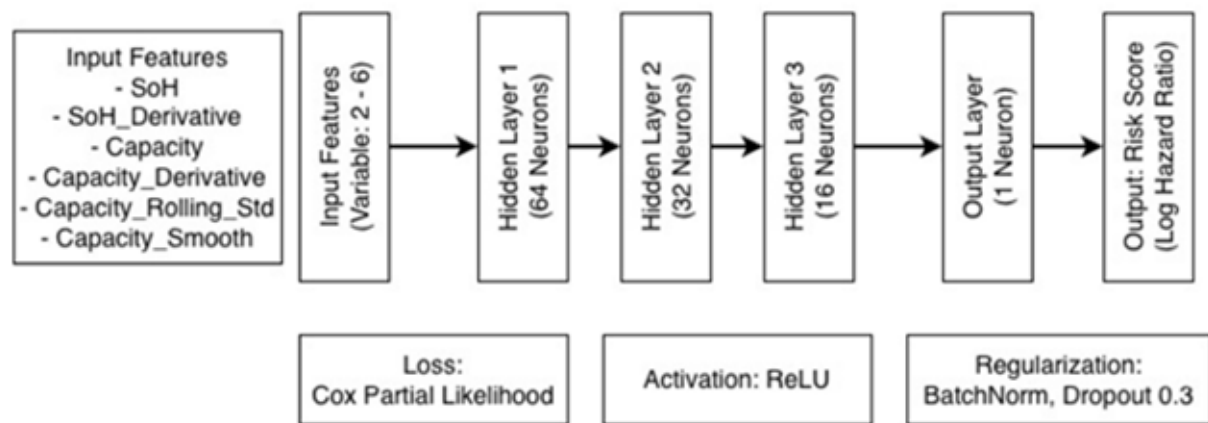 Input Features
- SoH
- SoH_Derivative
- Capacity
- Capacity_Derivative
- Capacity_Rolling_Std
- Capacity_Smooth
Input Features
(Variable: 2 - 6)
Hidden Layer 1
(64 Neurons)
Hidden Layer 2
(32 Neurons)
Hidden Layer 3
(16 Neurons)
Output Layer
(1 Neuron)
Output: Risk Score
(Log Hazard Ratio)
Loss:
Cox Partial Likelihood
Activation: ReLU
Regularization:
BatchNorm, Dropout 0.3